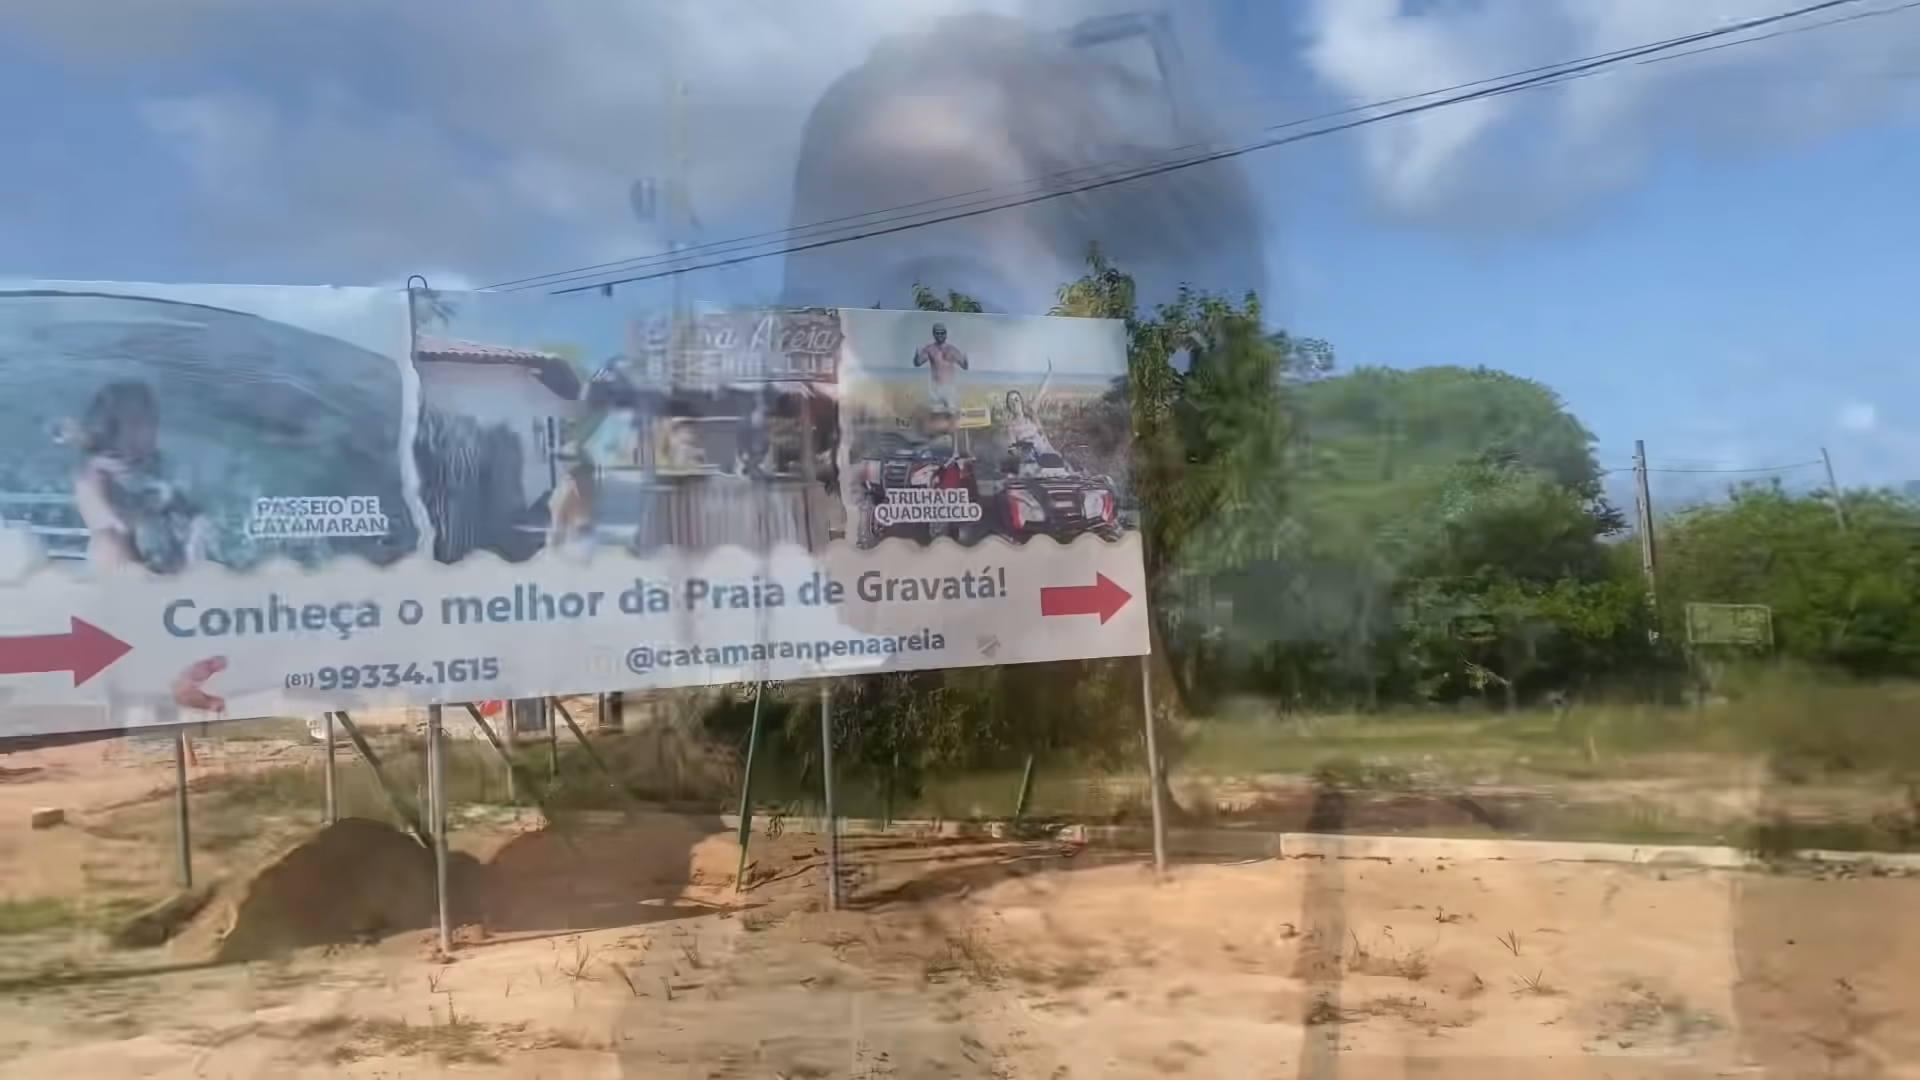 PASSEIO DE
CATAMARAN
TRILHA DE
QUADRICICLO
Conheça o melhor da Praia de Gravatá!
(81) 99334.1615
@catamaranpenaareia